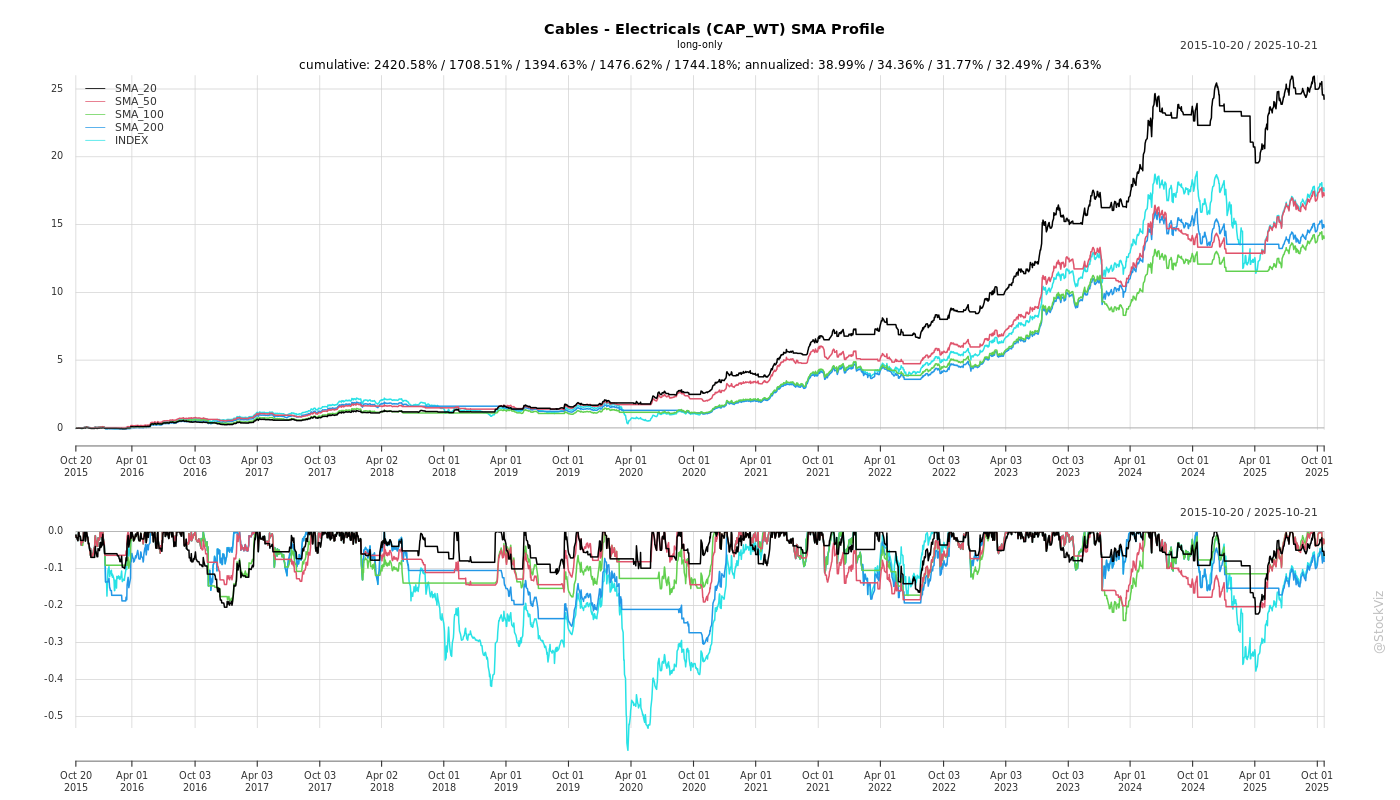 Cables - Electricals (CAP_WT) SMA Profile
long-only
2015-10-20 / 2025-10-21
cumulative: 2420.58% / 1708.51% / 1394.63% / 1476.62% / 1744.18%; annualized: 38.99% / 34.36% / 31.77% / 32.49% / 34.63%
SMA_20
SMA_50
SMA_100
SMA_200
INDEX
25
20
15
10
5
0
Oct 20 Apr 01 Oct 03 Apr 03 Oct 03 Apr 02 Oct 01 Apr 01 Oct 01 Apr 01 Oct 01 Apr 01 Oct 01 Apr 01 Oct 03 Apr 03 Oct 03 Apr 01 Oct 01 Apr 01 Oct 01
2015 2016 2016 2017 2017 2018 2018 2019 2019 2020 2020 2021 2021 2022 2022 2023 2023 2024 2024 2025 2025
2015-10-20 / 2025-10-21
0.0
-0.1
-0.2
-0.3
-0.4
-0.5
Oct 20 Apr 01 Oct 03 Apr 03 Oct 03 Apr 02 Oct 01 Apr 01 Oct 01 Apr 01 Oct 01 Apr 01 Oct 01 Apr 01 Oct 03 Apr 03 Oct 03 Apr 01 Oct 01 Apr 01 Oct 01
2015 2016 2016 2017 2017 2018 2018 2019 2019 2020 2020 2021 2021 2022 2022 2023 2023 2024 2024 2025 2025
@StockViz